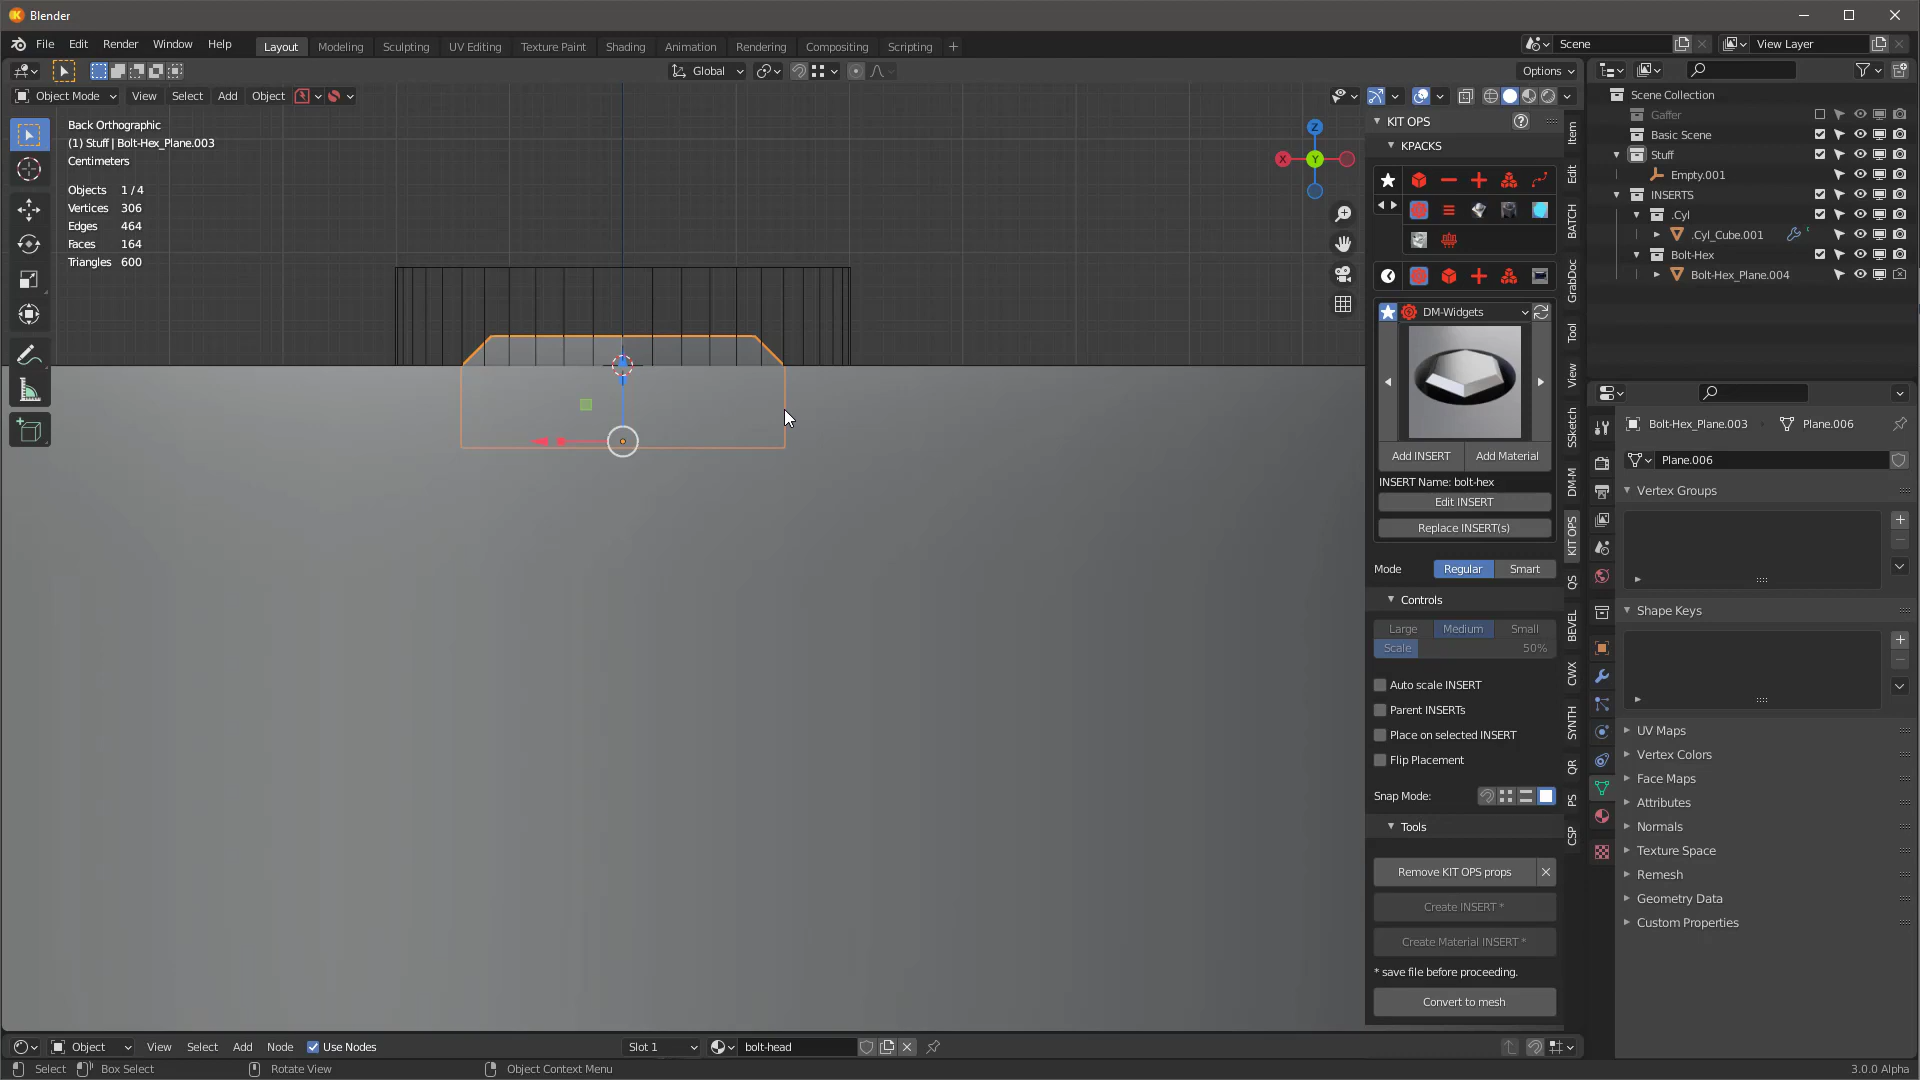 Blender
File Edit Render Window Help Layout Modeling Sculpting UV Editing Texture Paint Shading Animation Rendering Compositing Scripting Scene View Layer
Global Options
Object Mode View Select Add Object
Back Orthographic
(1) Stuff | Bolt-Hex_Plane.003
Centimeters
Objects 1 / 4
Vertices 306
Edges 464
Faces 164
Triangles 600
Z
X
Y
KIT OPS
KPACKS
DM-Widgets
Add INSERT Add Material
INSERT Name: bolt-hex
Edit INSERT
Replace INSERT(s)
Mode Regular Smart
Controls
Large Medium Small
Scale 50%
Auto scale INSERT
Parent INSERTs
Place on selected INSERT
Flip Placement
Snap Mode:
Tools
Remove KIT OPS props
Create INSERT *
Create Material INSERT *
* save file before proceeding.
Convert to mesh
Item
Edit
BATCH
GrabDoc
Tool
View
SSketch
DM-M
KIT OPS
QS
BEVEL
CWX
SYNTH
QR
PS
CSP
Scene Collection
Gaffer
Basic Scene
Stuff
Empty.001
INSERTS
.Cyl
.Cyl_Cube.001
Bolt-Hex
Bolt-Hex_Plane.004
Bolt-Hex_Plane.003 Plane.006
Plane.006
Vertex Groups
Shape Keys
UV Maps
Vertex Colors
Face Maps
Attributes
Normals
Texture Space
Remesh
Geometry Data
Custom Properties
Object View Select Add Node Use Nodes Slot 1 bolt-head
Select Box Select Rotate View Object Context Menu 3.0.0 Alpha